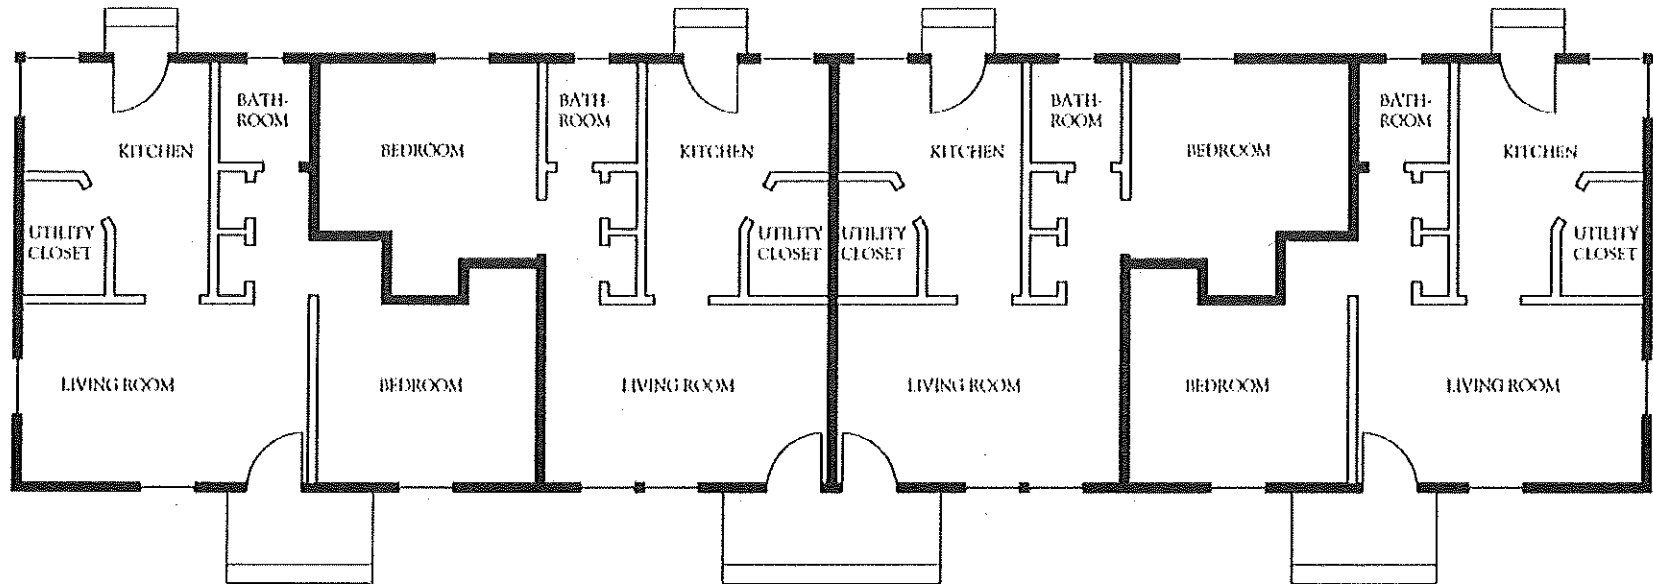 BATH-
ROOM
BATH-
ROOM
BATH-
ROOM
BATH-
ROOM
KITCHEN
BEDROOM
KITCHEN
KITCHEN
BEDROOM
KITCHEN
UTILITY
CLOSET
UTILITY
CLOSET
UTILITY
CLOSET
UTILITY
CLOSET
LIVING ROOM
BEDROOM
LIVING ROOM
LIVING ROOM
BEDROOM
LIVING ROOM